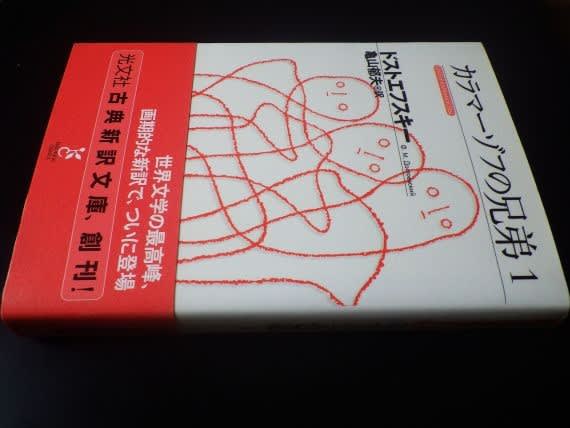 カラマーゾフの兄弟 1
ドストエフスキー
Ф. М. Достоевский
亀山郁夫 訳
世界文学の最高峰、
画期的な新訳で、ついに登場
光文社 古典新訳文庫、創刊!